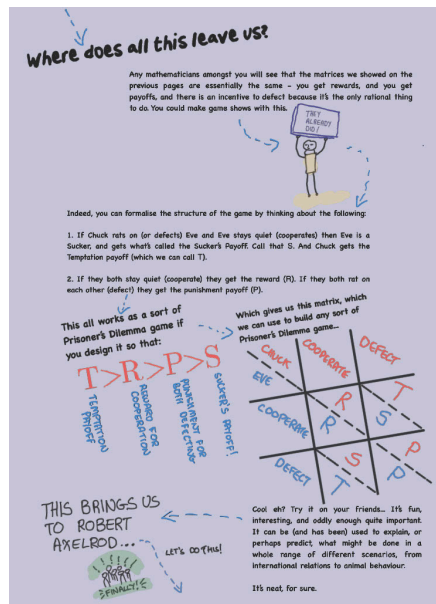 Where does all this leave us?
Any mathematicians amongst you will see that the matrices we showed on the
previous pages are essentially the same - you get rewards, and you get
payoffs, and there is an incentive to defect because it's the only rational thing
to do. You could make game shows with this.
THEY
ALREADY
DID!
Indeed, you can formalise the structure of the game by thinking about the following:
1. If Chuck rats on (or defects) Eve and Eve stays quiet (cooperates) then Eve is a
Sucker, and gets what's called the Sucker's Payoff. Call that S. And Chuck gets the
Temptation payoff (which we can call T).
2. If they both stay quiet (cooperate) they get the reward (R). If they both rat on
each other (defect) they get the punishment payoff (P).
This all works as a sort of
Prisoner's Dilemma game if
you design it so that:
T>R>P>S
TEMPTATION
PAYOFF
REWARD FOR
COOPERATION
PUNISHMENT FOR
BOTH DEFECTING
SUCKER'S PAYOFF!
Which gives us this matrix, which
we can use to build any sort of
Prisoner's Dilemma game...
CHUCK
EVE
COOPERATE
DEFECT
COOPERATE
R
R
T
S
DEFECT
S
T
P
P
THIS BRINGS US
TO ROBERT
AXELROD...
FINALLY!
LET'S DO THIS!
Cool eh? Try it on your friends... It's fun,
interesting, and oddly enough quite important.
It can be (and has been) used to explain, or
perhaps predict, what might be done in a
whole range of different scenarios, from
international relations to animal behaviour.
It's neat, for sure.